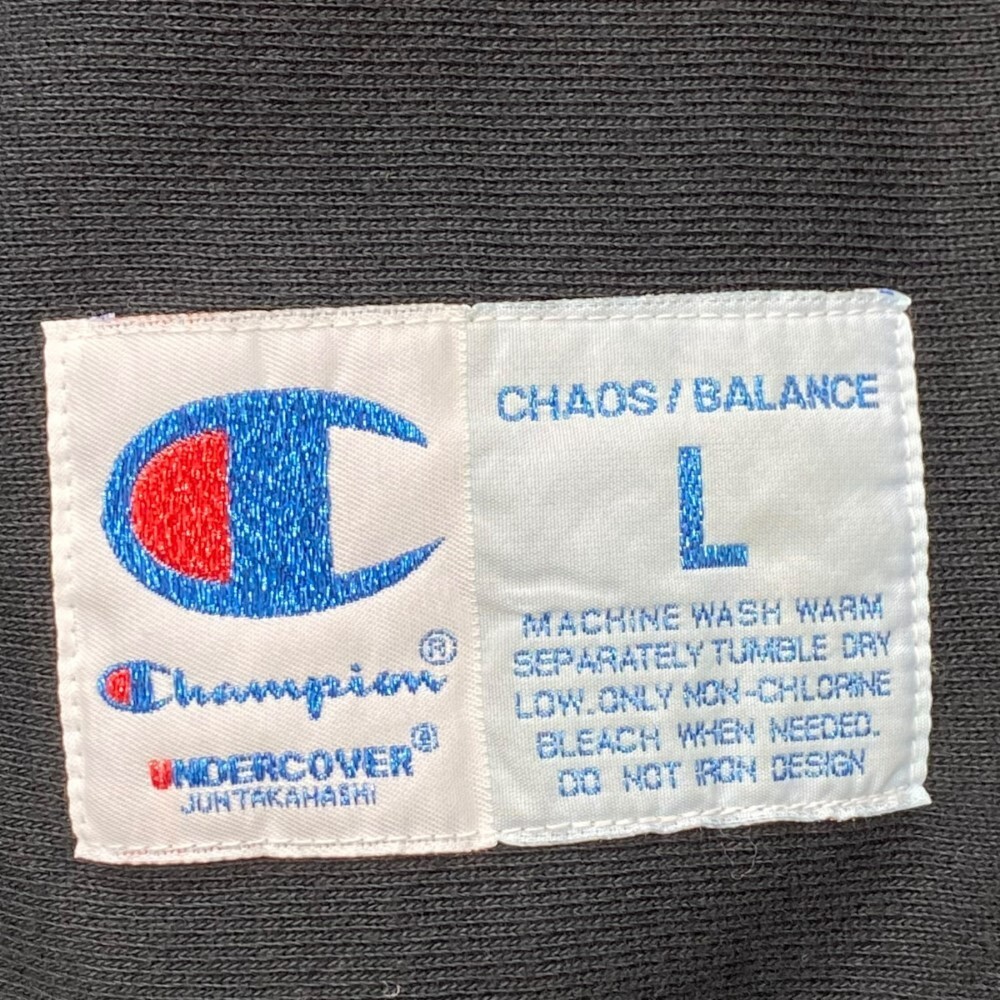 Champion®
UNDERCOVER®
JUNTAKAHASHI
CHAOS / BALANCE
L
MACHINE WASH WARM
SEPARATELY TUMBLE DRY
LOW.ONLY NON-CHLORINE
BLEACH WHEN NEEDED.
DO NOT IRON DESIGN